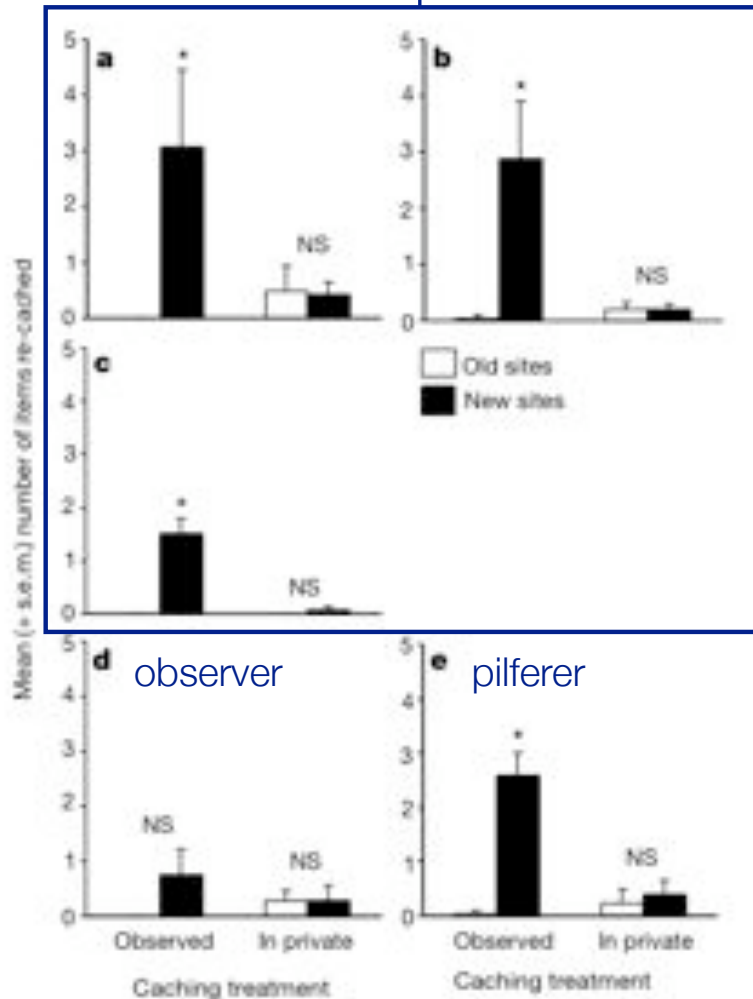 Mean (+ s.e.m.) number of items re-cached
5
4
3
2
1
0
a
*
NS
5
4
3
2
1
0
b
*
NS
Old sites
New sites
5
4
3
2
1
0
c
*
NS
5
4
3
2
1
0
d observer
NS
NS
Observed In private
Caching treatment
5
4
3
2
1
0
e pilferer
*
NS
Observed In private
Caching treatment